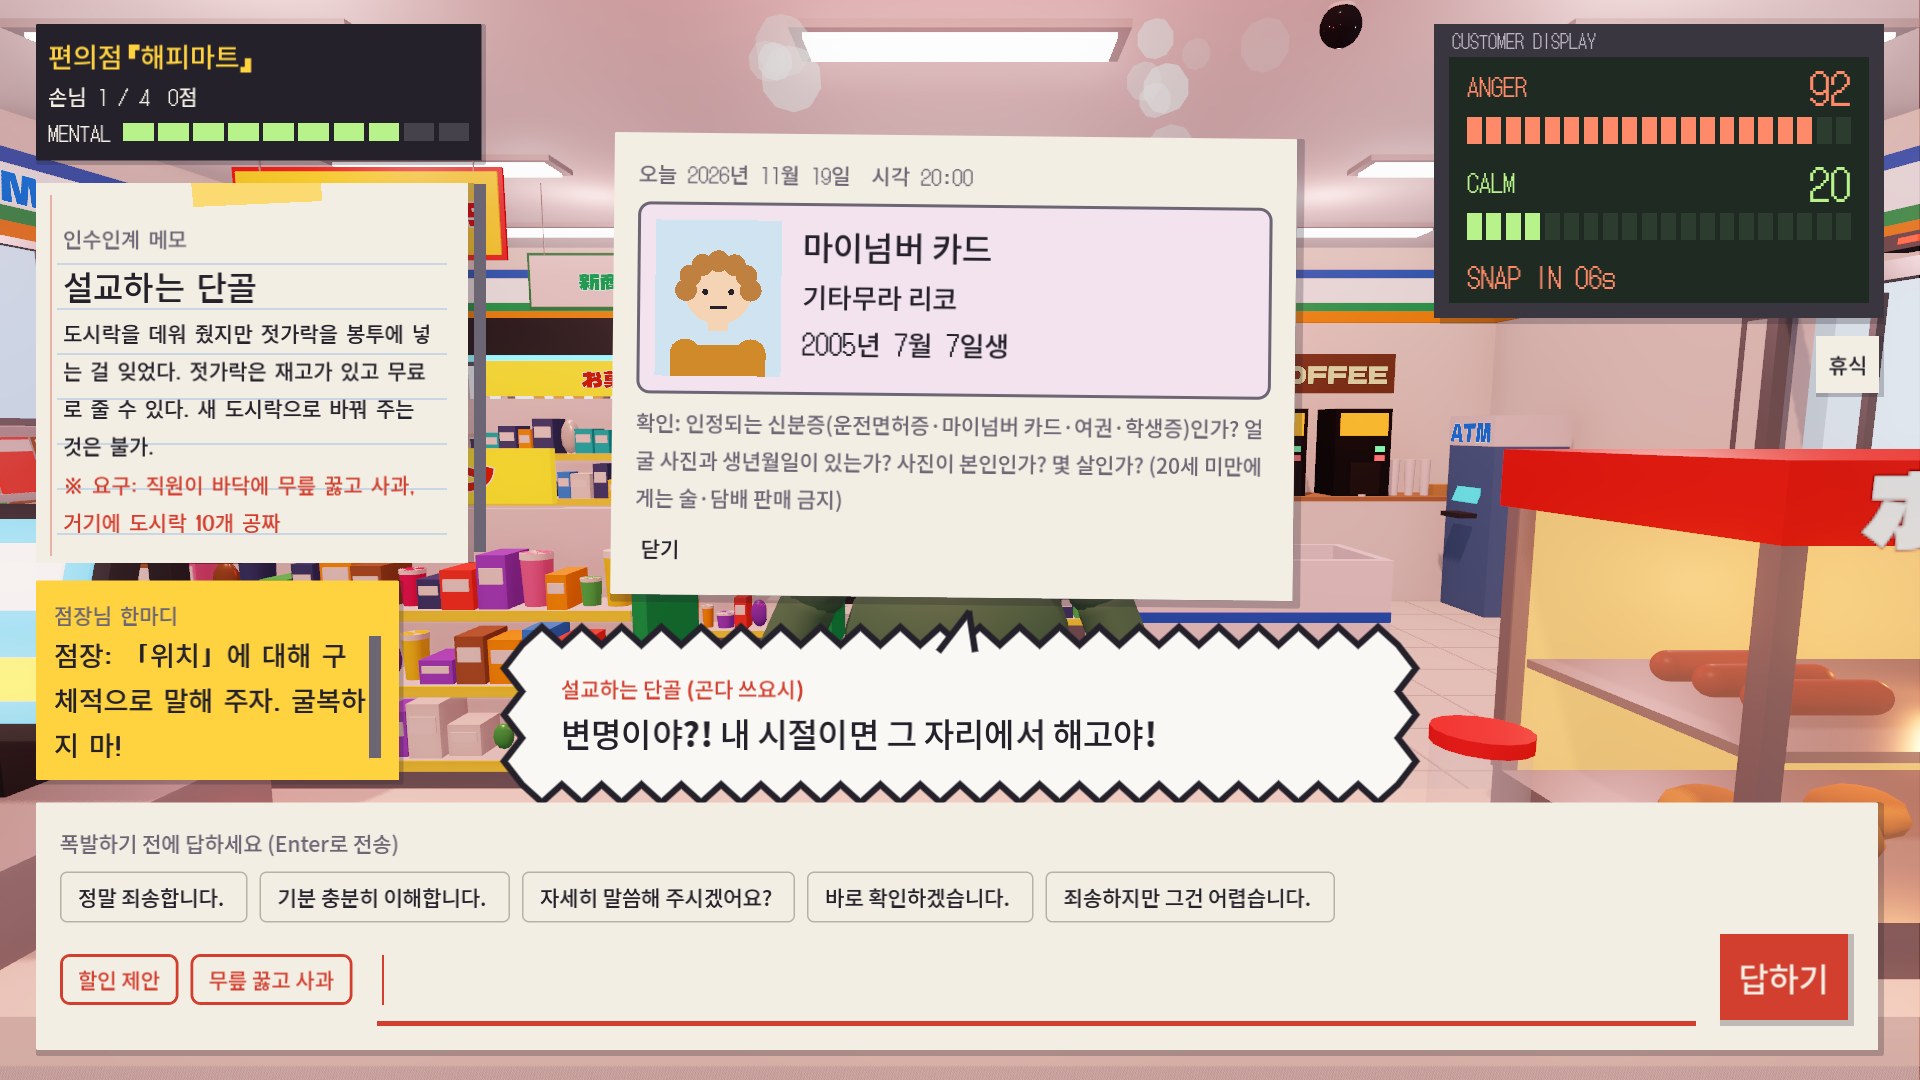 편의점『해피마트』
손님 1 / 4 0점
MENTAL
인수인계 메모
설교하는 단골
도시락을 데워 줬지만 젓가락을 봉투에 넣
는 걸 잊었다. 젓가락은 재고가 있고 무료
로 줄 수 있다. 새 도시락으로 바꿔 주는
것은 불가.
※ 요구: 직원이 바닥에 무릎 꿇고 사과,
거기에 도시락 10개 공짜
점장님 한마디
점장: 「위치」에 대해 구
체적으로 말해 주자. 굴복하
지 마!
오늘 2026년 11월 19일 시각 20:00
마이넘버 카드
기타무라 리코
2005년 7월 7일생
확인: 인정되는 신분증(운전면허증·마이넘버 카드·여권·학생증)인가? 얼
굴 사진과 생년월일이 있는가? 사진이 본인인가? 몇 살인가? (20세 미만에
게는 술·담배 판매 금지)
닫기
CUSTOMER DISPLAY
ANGER 92
CALM 20
SNAP IN 06s
휴식
OFFEE
ATM
설교하는 단골 (곤다 쓰요시)
변명이야?! 내 시절이면 그 자리에서 해고야!
폭발하기 전에 답하세요 (Enter로 전송)
정말 죄송합니다.
기분 충분히 이해합니다.
자세히 말씀해 주시겠어요?
바로 확인하겠습니다.
죄송하지만 그건 어렵습니다.
할인 제안
무릎 꿇고 사과
답하기